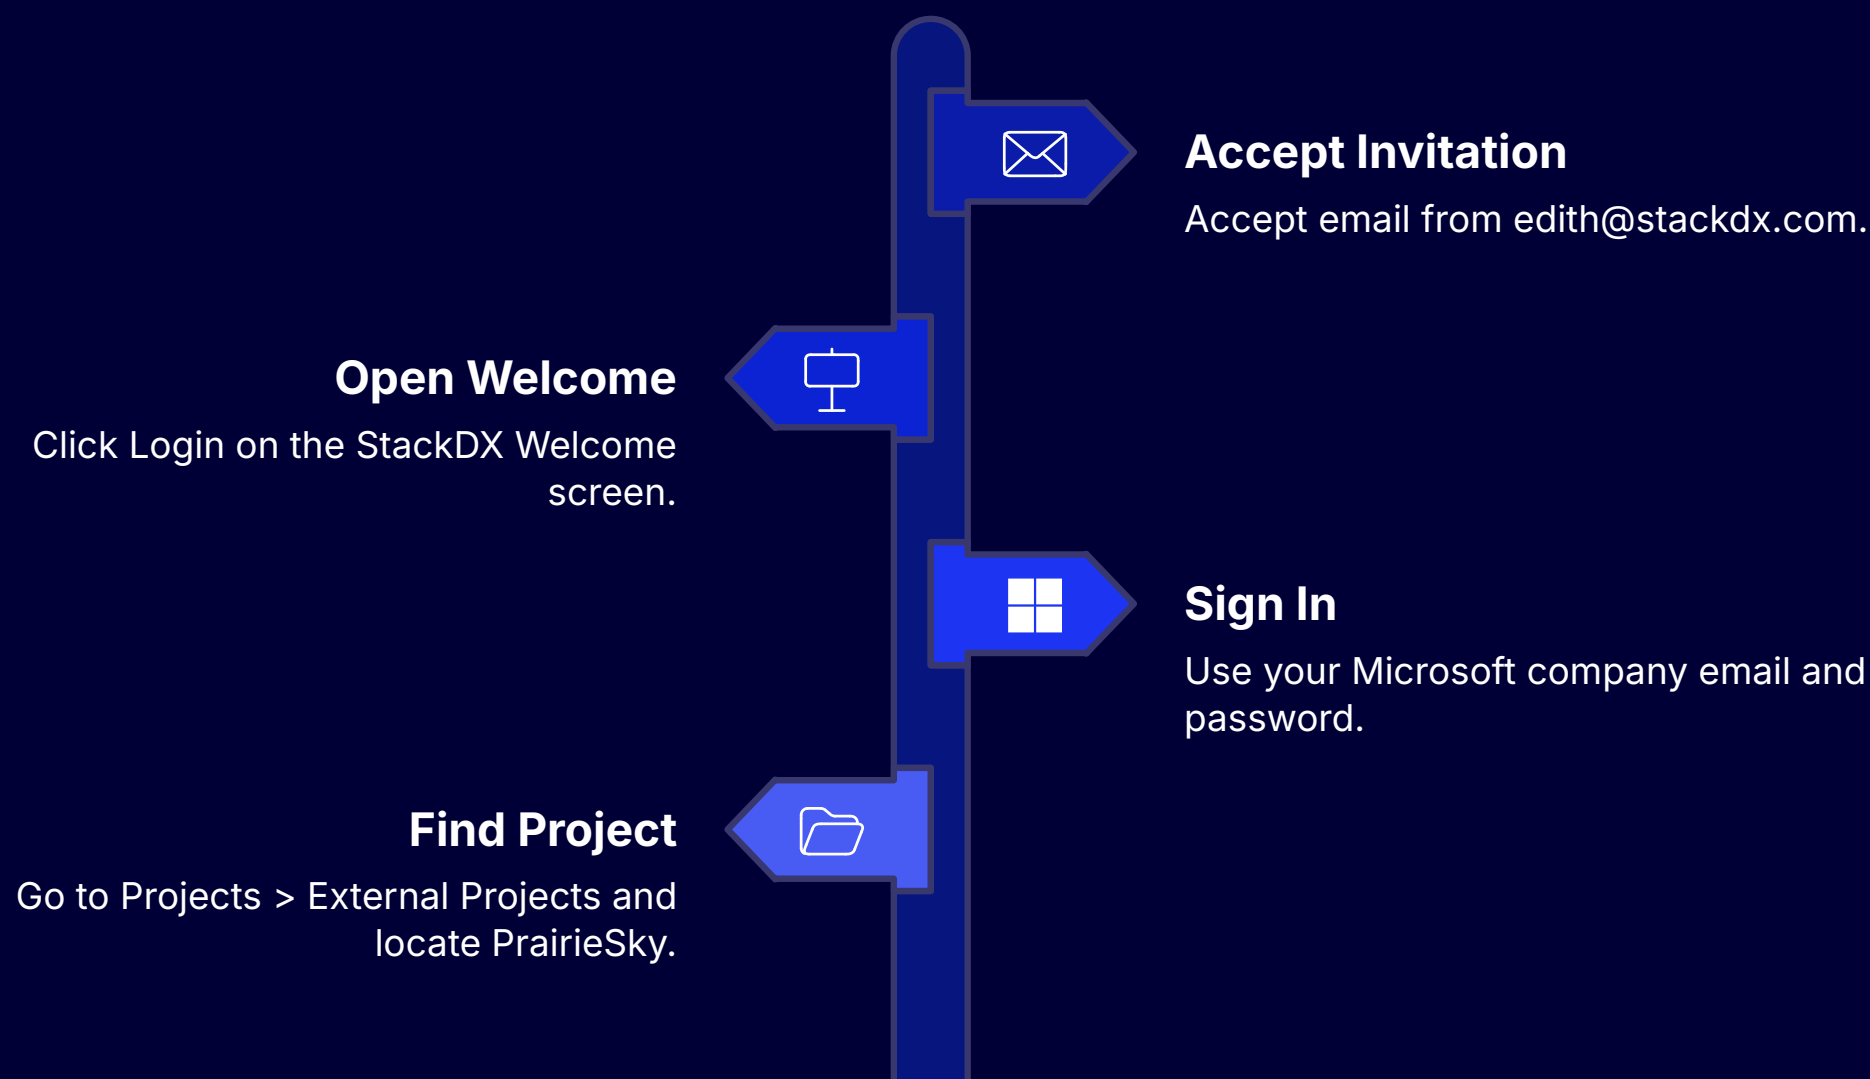 Accept Invitation
Accept email from edith@stackdx.com.
Open Welcome
Click Login on the StackDX Welcome
screen.
Sign In
Use your Microsoft company email and
password.
Find Project
Go to Projects > External Projects and
locate PrairieSky.